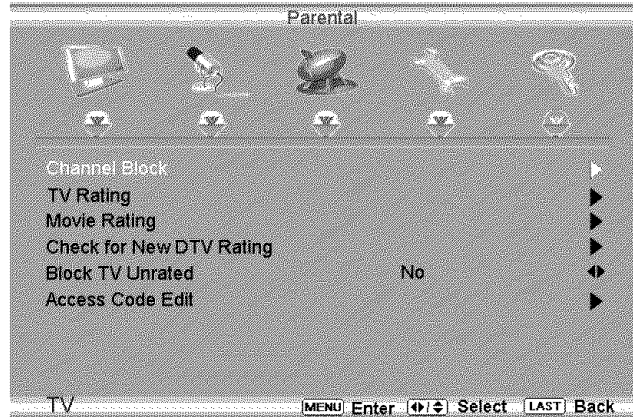 Parental
Channel Block
TV Rating
Movie Rating
Check for New DTV Rating
Block TV Unrated No
Access Code Edit
TV MENU Enter Select LAST Back